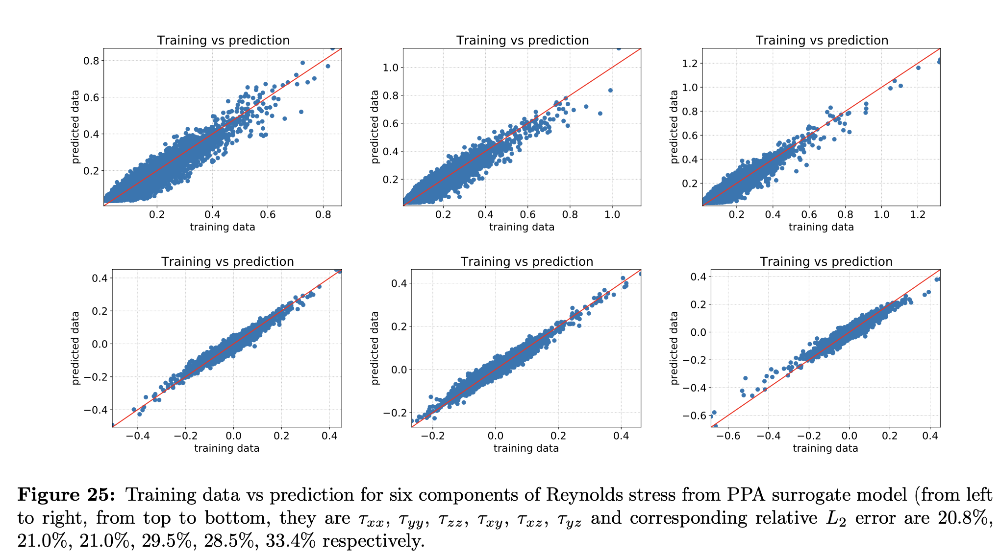 Training vs prediction
predicted data
0.8
0.6
0.4
0.2
0.2 0.4 0.6 0.8
training data
Training vs prediction
predicted data
1.0
0.8
0.6
0.4
0.2
0.2 0.4 0.6 0.8 1.0
training data
Training vs prediction
predicted data
1.2
1.0
0.8
0.6
0.4
0.2
0.2 0.4 0.6 0.8 1.0 1.2
training data
Training vs prediction
predicted data
0.4
0.2
0.0
−0.2
−0.4
−0.4 −0.2 0.0 0.2 0.4
training data
Training vs prediction
predicted data
0.4
0.2
0.0
−0.2
−0.2 0.0 0.2 0.4
training data
Training vs prediction
predicted data
0.4
0.2
0.0
−0.2
−0.4
−0.6
−0.6 −0.4 −0.2 0.0 0.2 0.4
training data
Figure 25: Training data vs prediction for six components of Reynolds stress from PPA surrogate model (from left
to right, from top to bottom, they are τxx, τyy, τzz, τxy, τxz, τyz and corresponding relative L2 error are 20.8%,
21.0%, 21.0%, 29.5%, 28.5%, 33.4% respectively.